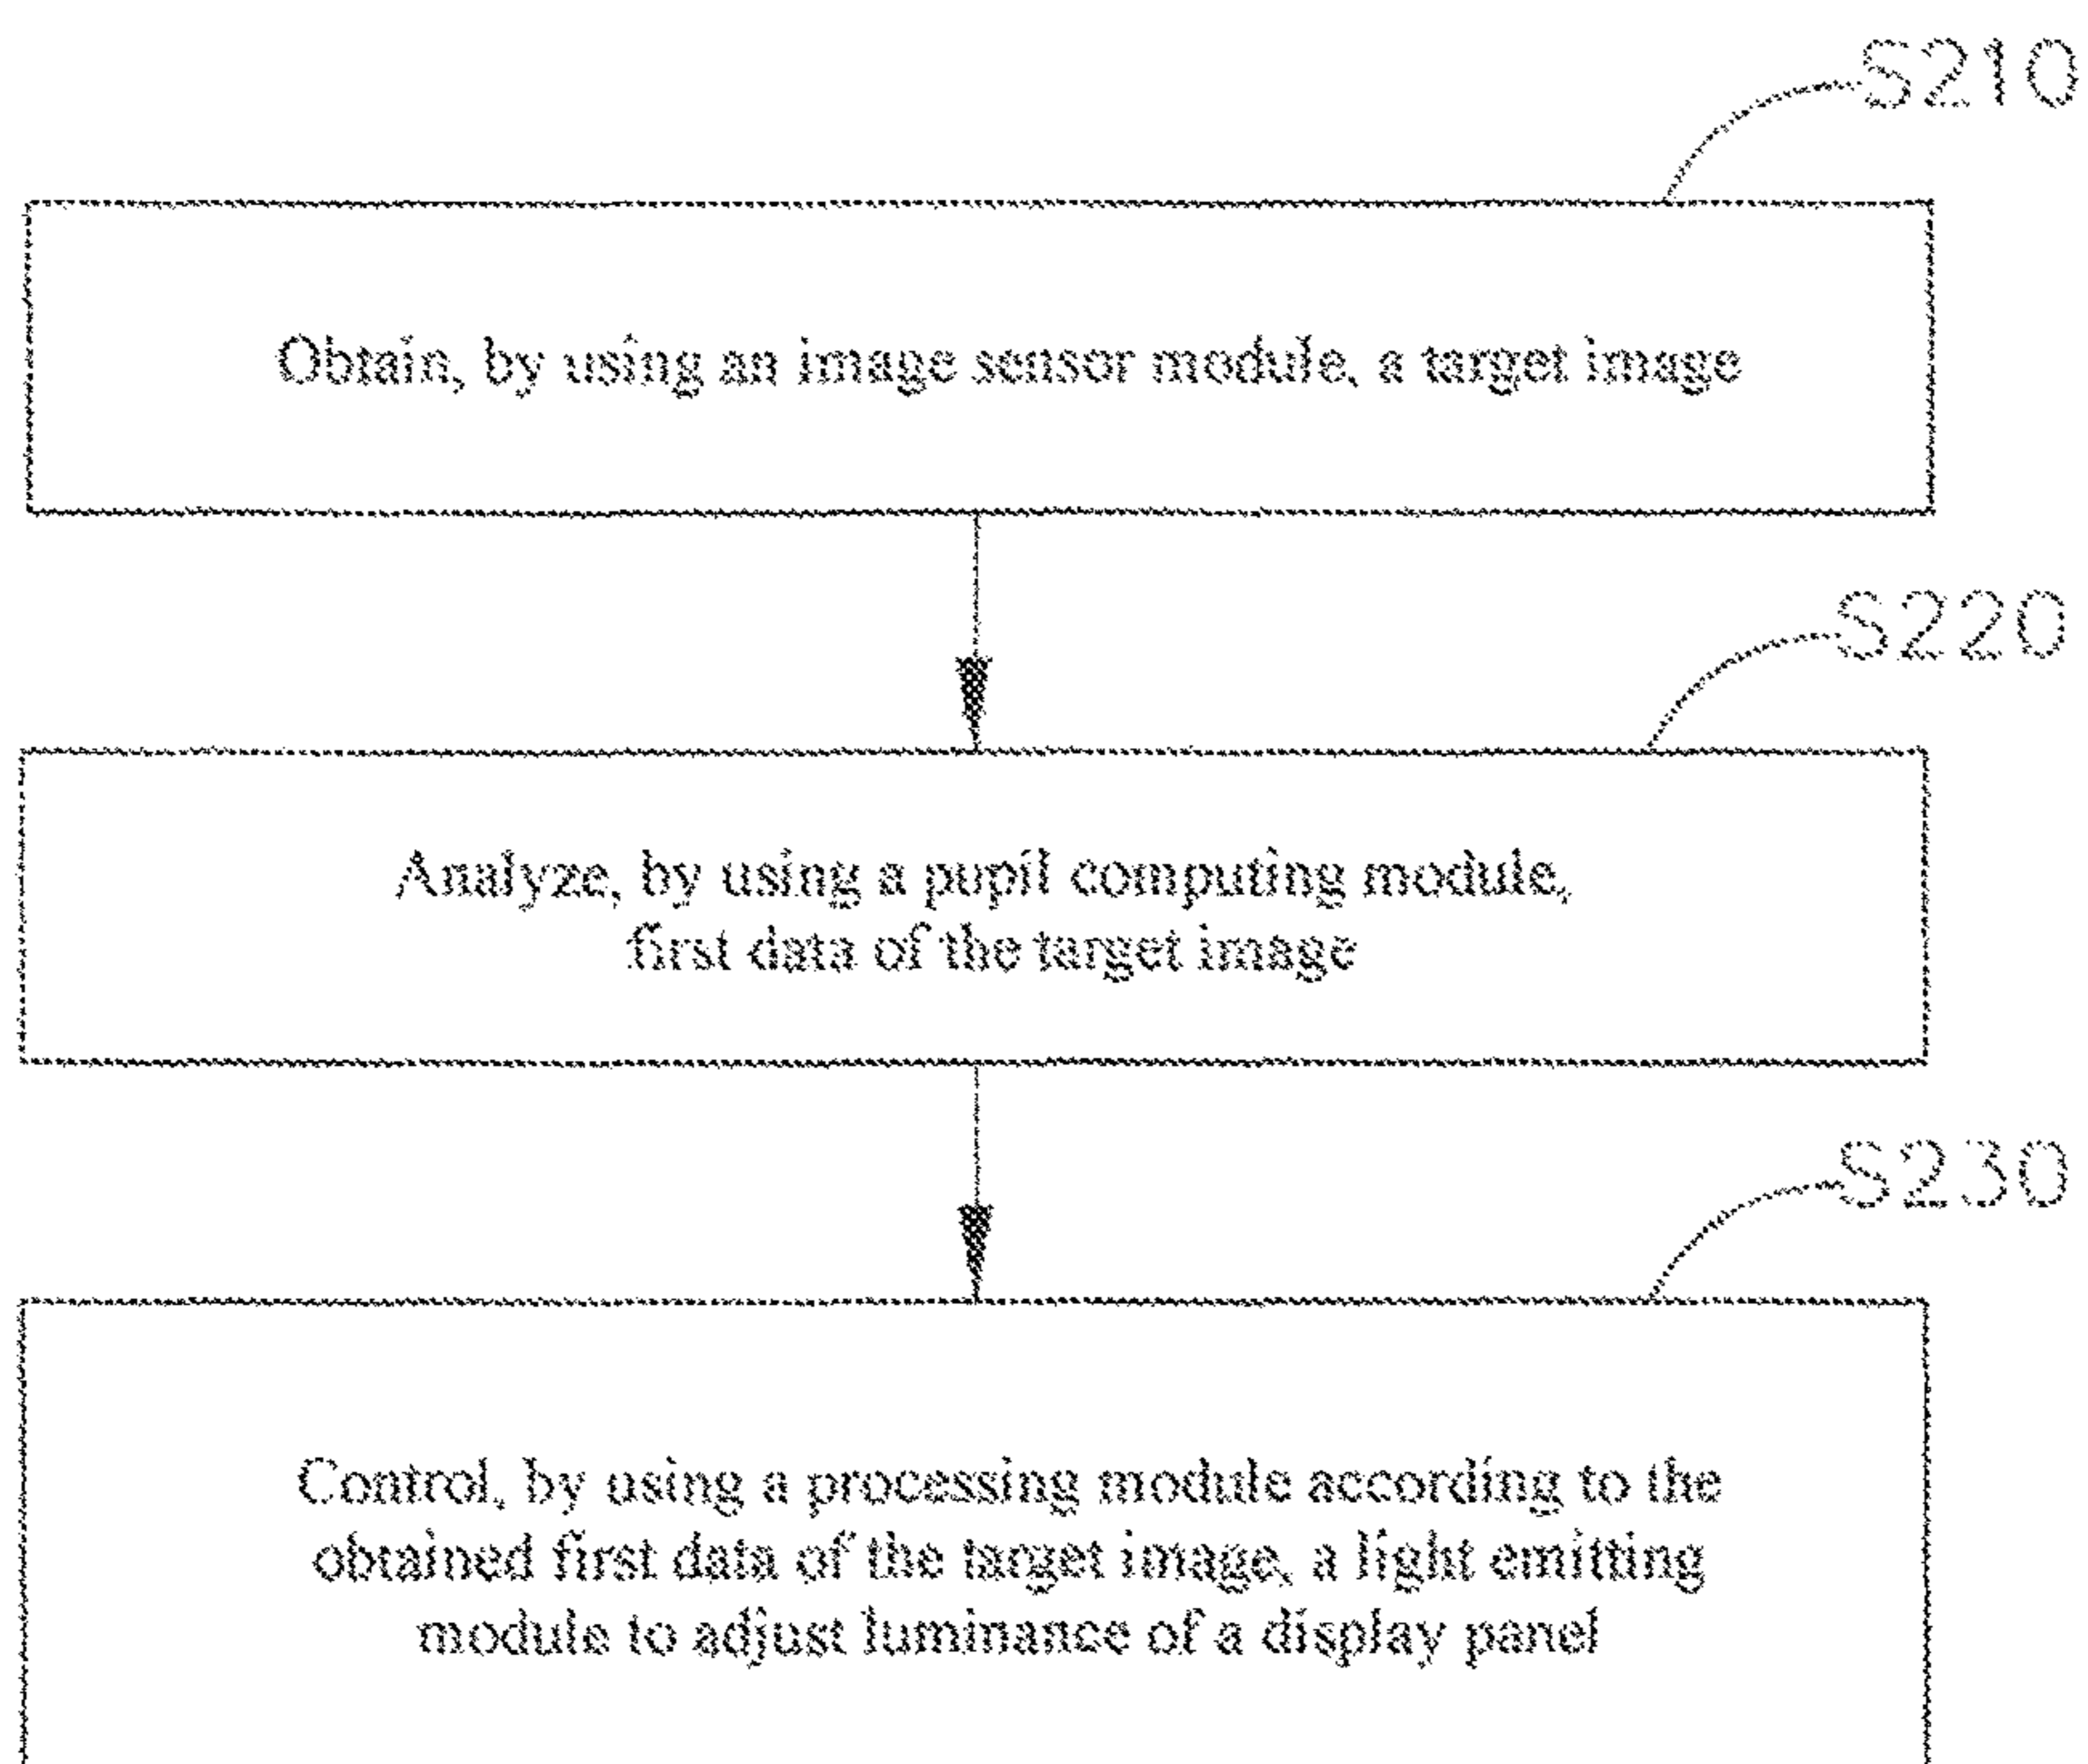 S210
Obtain, by using an image sensor module, a target image
S220
Analyze, by using a pupil computing module,
first data of the target image
S230
Control, by using a processing module according to the
obtained first data of the target image, a light emitting
module to adjust luminance of a display panel